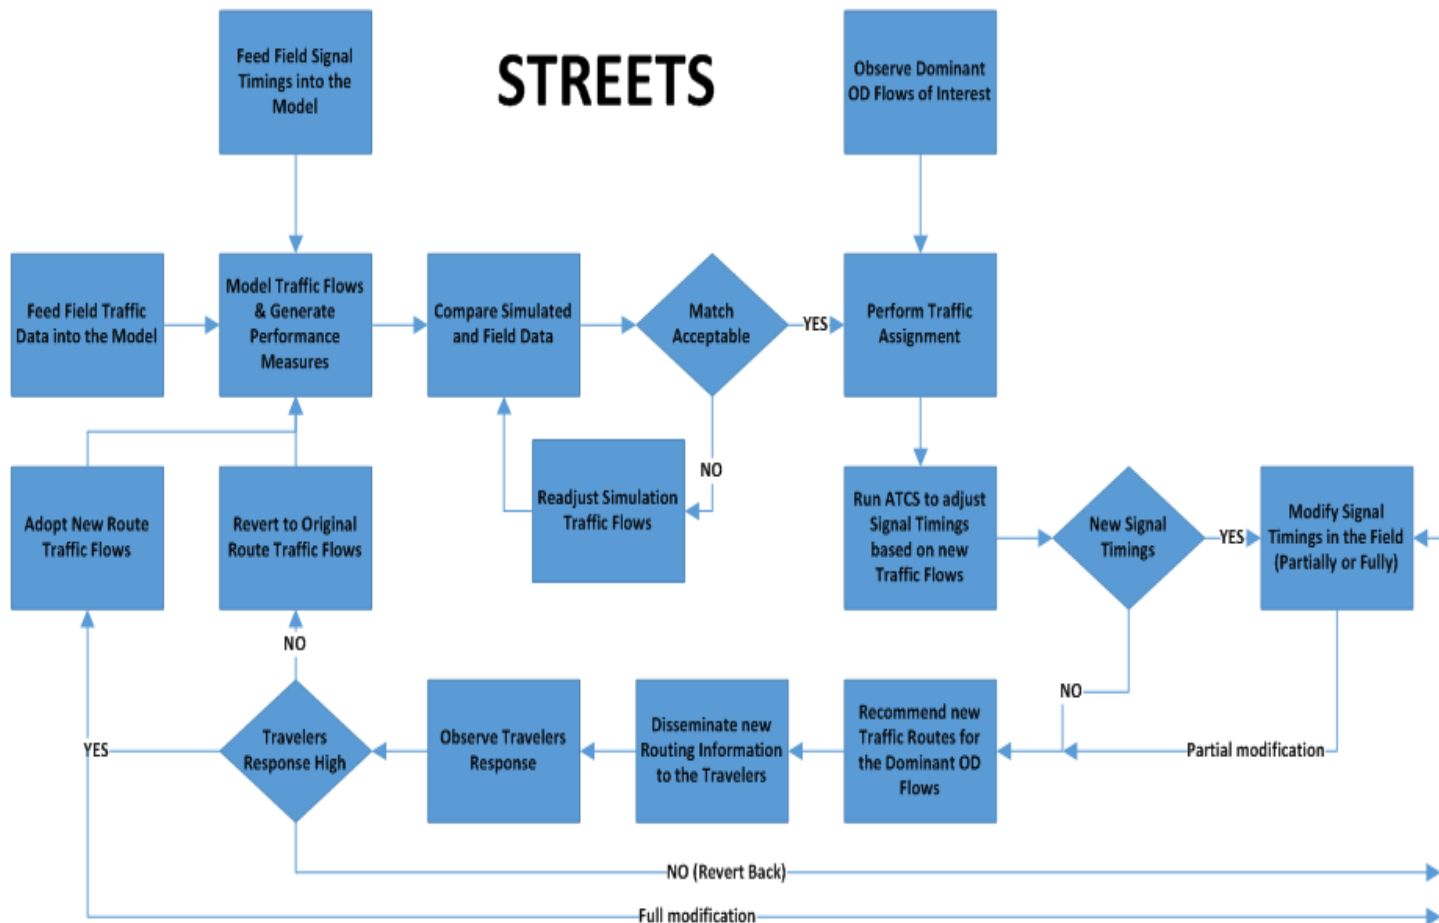 Feed Field Signal
Timings into the
Model
STREETS
Observe Dominant
OD Flows of Interest
Feed Field Traffic
Data into the Model
Model Traffic Flows
& Generate
Performance
Measures
Compare Simulated
and Field Data
Match
Acceptable
YES
Perform Traffic
Assignment
NO
Readjust Simulation
Traffic Flows
Adopt New Route
Traffic Flows
Revert to Original
Route Traffic Flows
Run ATCS to adjust
Signal Timings
based on new
Traffic Flows
New Signal
Timings
YES
Modify Signal
Timings in the Field
(Partially or Fully)
NO
NO
YES
Travelers
Response High
Observe Travelers
Response
Disseminate new
Routing Information
to the Travelers
Recommend new
Traffic Routes for
the Dominant OD
Flows
Partial modification
NO (Revert Back)
Full modification